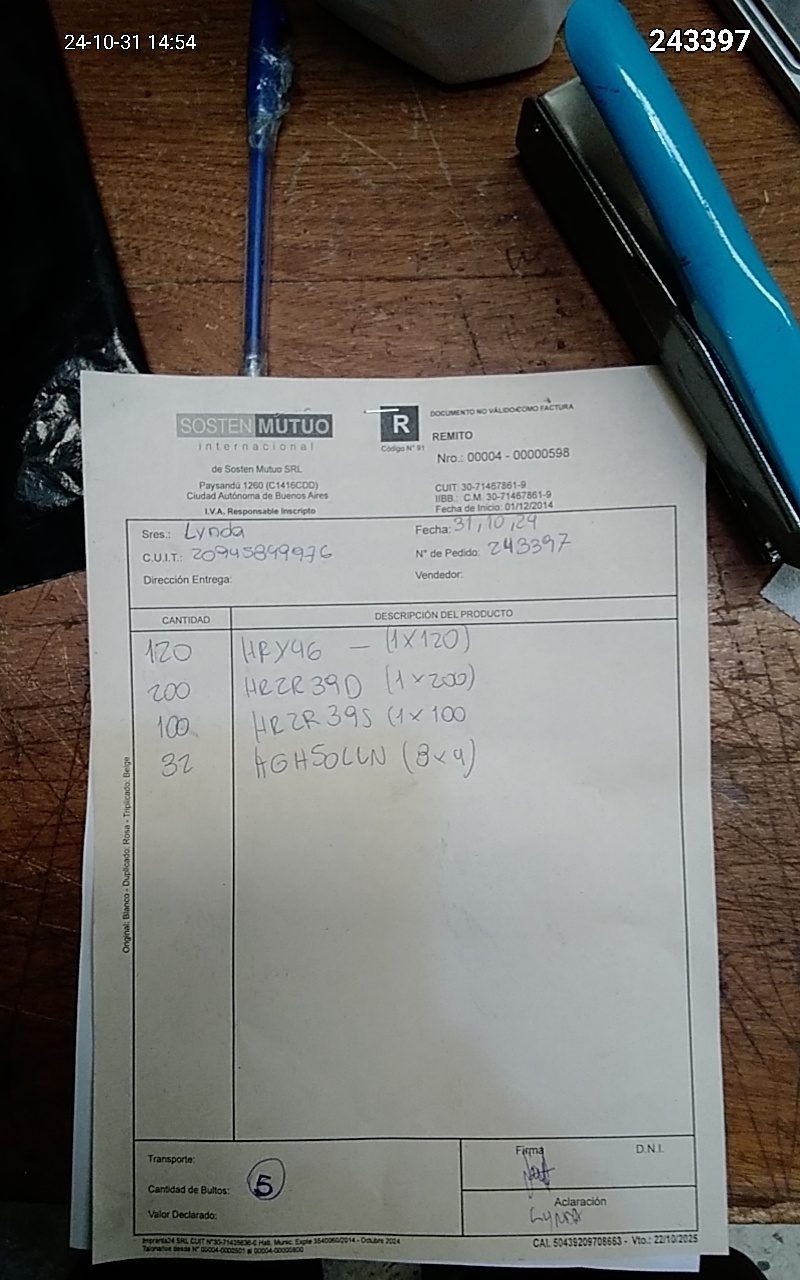 24-10-31 14:54
243397
SOSTEN MUTUO
internacional
de Sosten Mutuo SRL
Paysandú 1260 (C1416CDD)
Ciudad Autónoma de Buenos Aires
I.V.A. Responsable Inscripto
R
Código N° 91
DOCUMENTO NO VÁLIDO COMO FACTURA
REMITO
Nro.: 00004 - 00000598
CUIT: 30-71467861-9
IIBB.: C.M. 30-71467861-9
Fecha de Inicio: 01/12/2014
Sres.: Lynda
Fecha: 31,10,24
C.U.I.T.: 20945899976
N° de Pedido: 243397
Dirección Entrega:
Vendedor:
CANTIDAD DESCRIPCIÓN DEL PRODUCTO
120 HRY46 — (1X120)
200 HRZR39D (1x200)
100 HRZR39S (1x100
32 HGH50LLN (8x4)
Original: Blanco - Duplicado: Rosa - Triplicado: Beige
Transporte:
Cantidad de Bultos: 5
Valor Declarado:
Firma D.N.I.
Aclaración
Lynda
CAI. 50439209708653 - Vto.: 22/10/2025